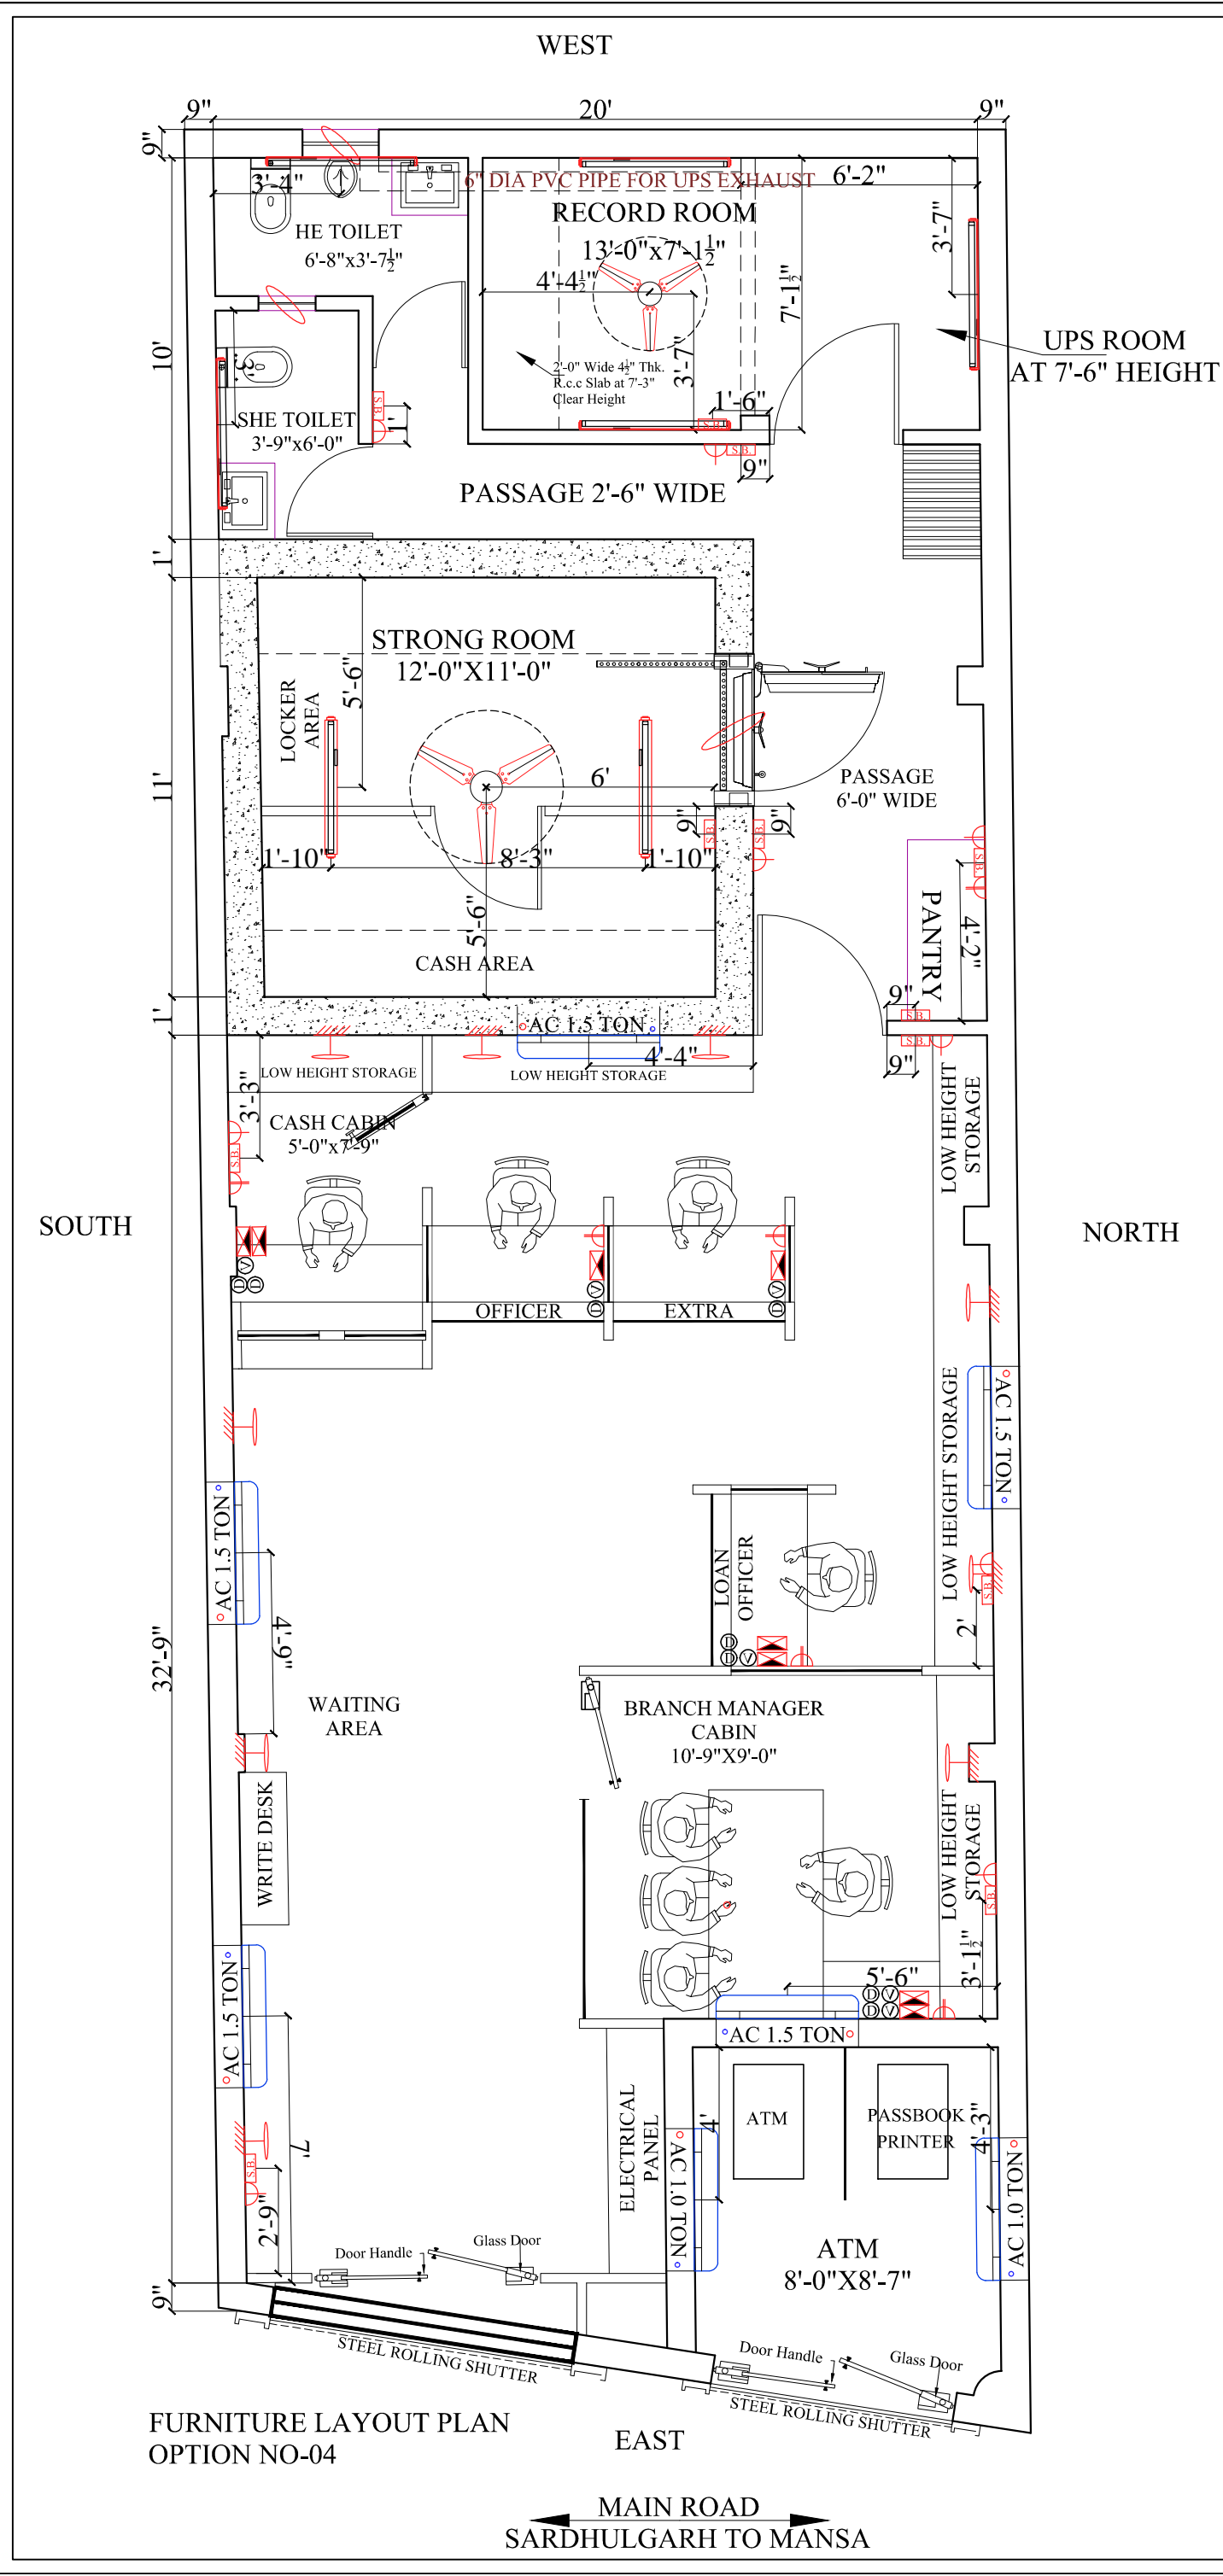 WEST
9"
20'
9"
9"
3'-4"
6" DIA PVC PIPE FOR UPS EXHAUST
6'-2"
RECORD ROOM
13'-0"x7'-1½"
HE TOILET
6'-8"x3'-7½"
4'-4½"
3'-7"
7'-1½"
UPS ROOM
AT 7'-6" HEIGHT
10'
3'
2'-0" Wide 4½" Thk.
R.c.c Slab at 7'-3"
Clear Height
3'-7"
1'-6"
SHE TOILET
3'-9"x6'-0"
S.B.
1'
S.B.
S.B.
9"
PASSAGE 2'-6" WIDE
1'
STRONG ROOM
12'-0"X11'-0"
LOCKER
AREA
5'-6"
6'
PASSAGE
6'-0" WIDE
11'
9"
9"
S.B.
S.B.
S.B.
1'-10"
8'-3"
1'-10"
PANTRY
4'-2"
5'-6"
CASH AREA
9"
S.B.
1'
AC 1.5 TON
S.B.
4'-4"
9"
LOW HEIGHT STORAGE
LOW HEIGHT STORAGE
LOW HEIGHT
STORAGE
3'-3"
CASH CABIN
5'-0"x7'-9"
S.B.
SOUTH
NORTH
V
D D
OFFICER
D V
EXTRA
D V
AC 1.5 TON
LOW HEIGHT STORAGE
AC 1.5 TON
LOAN
OFFICER
S.B.
4'-9"
2'
D
D V
32'-9"
WAITING
AREA
BRANCH MANAGER
CABIN
10'-9"X9'-0"
WRITE DESK
LOW HEIGHT
STORAGE
S.B.
3'-1½"
5'-6"
D V
D V
AC 1.5 TON
AC 1.5 TON
ELECTRICAL
PANEL
4'
ATM
PASSBOOK
PRINTER
4'-3"
7'
S.B.
AC 1.0 TON
AC 1.0 TON
2'-9"
Door Handle
Glass Door
ATM
8'-0"X8'-7"
9"
STEEL ROLLING SHUTTER
Door Handle
Glass Door
STEEL ROLLING SHUTTER
FURNITURE LAYOUT PLAN
OPTION NO-04
EAST
MAIN ROAD
SARDHULGARH TO MANSA